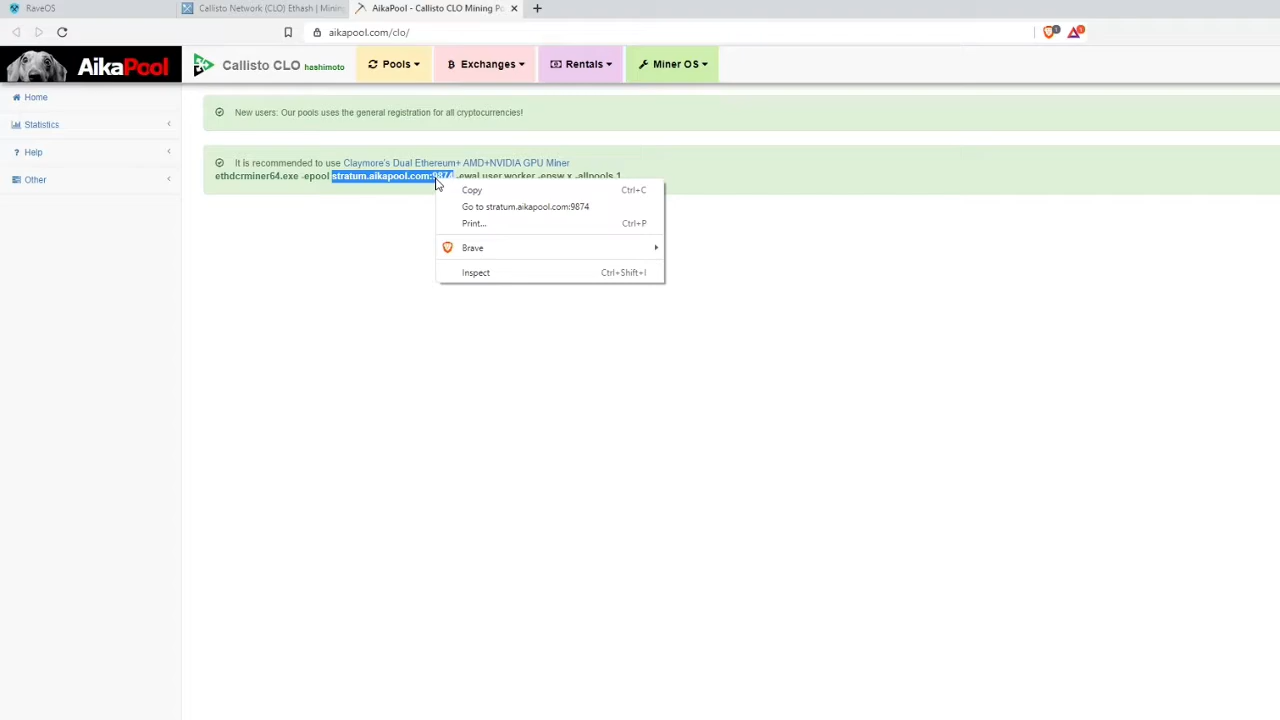 RaveOS
Callisto Network (CLO) Ethash | Mining
AikaPool - Callisto CLO Mining Po
aikapool.com/clo/
1
1
AikaPool
Callisto CLO hashimoto
Pools
Exchanges
Rentals
Miner OS
Home
Statistics
Help
Other
New users: Our pools uses the general registration for all cryptocurrencies!
It is recommended to use Claymore's Dual Ethereum+ AMD+NVIDIA GPU Miner
ethdcrminer64.exe -epool stratum.aikapool.com:9874 -ewal user.worker -epsw x -allpools 1
Copy Ctrl+C
Go to stratum.aikapool.com:9874
Print... Ctrl+P
Brave
Inspect Ctrl+Shift+I